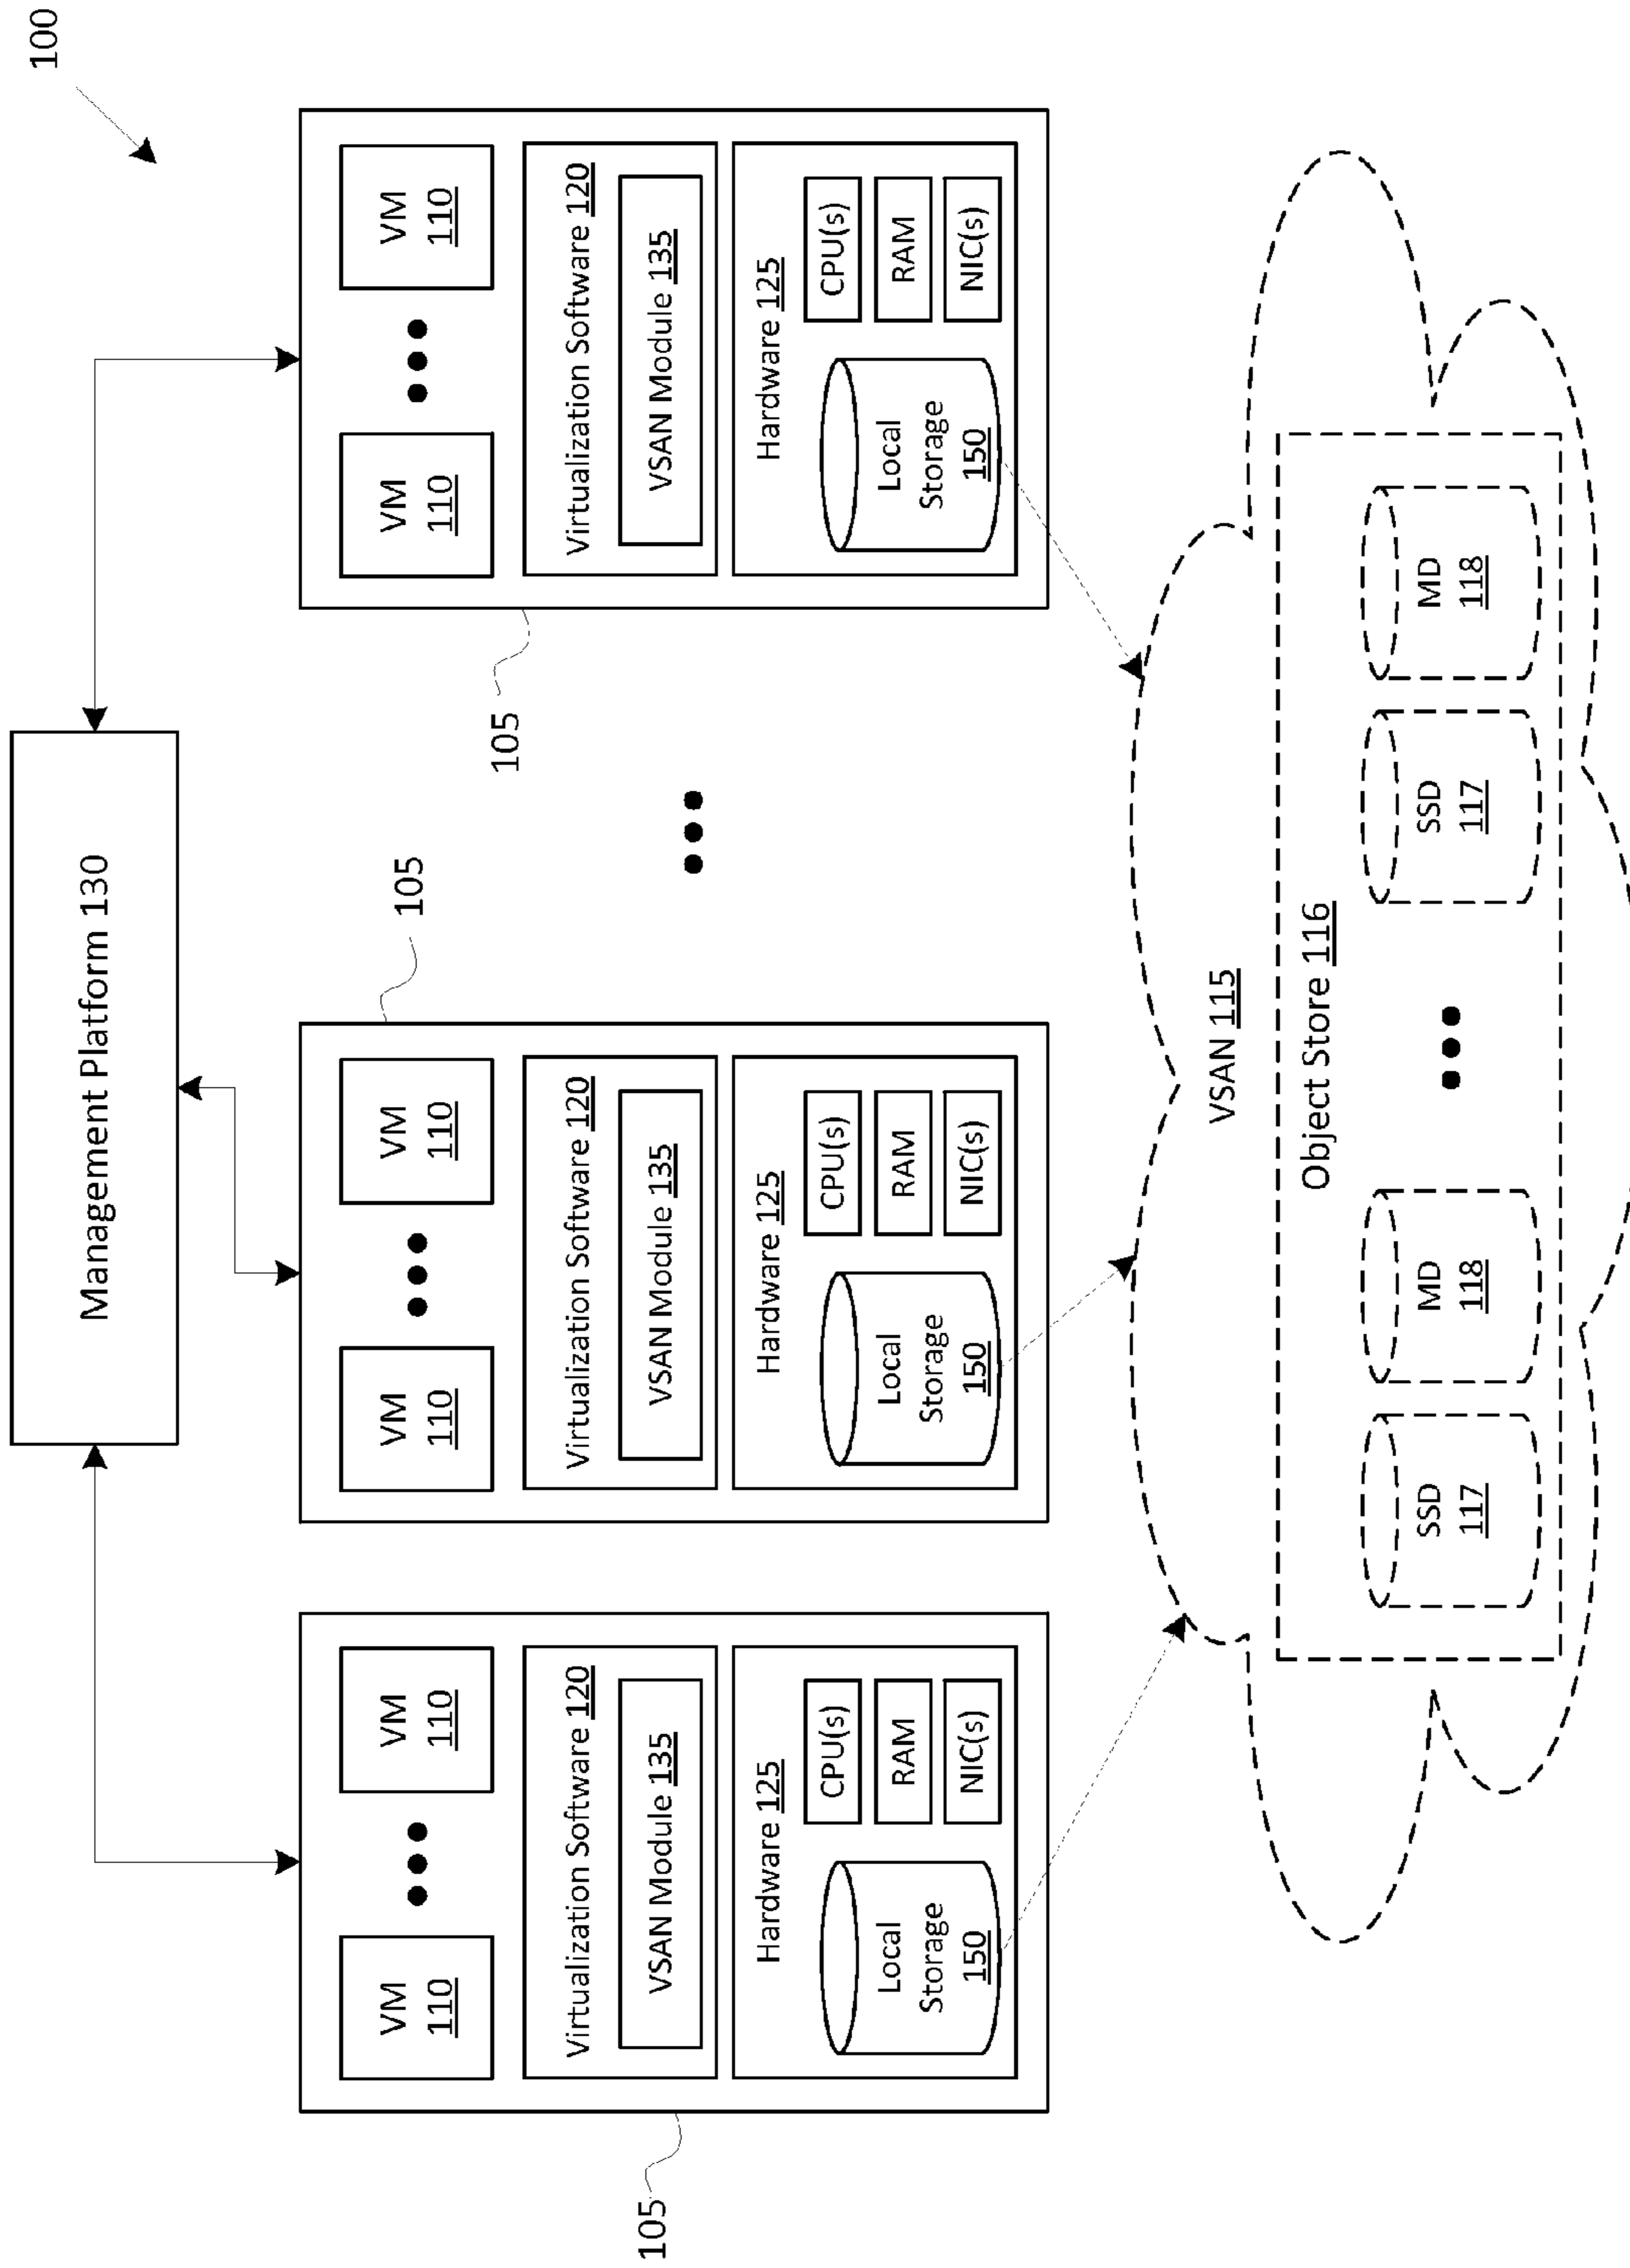 100
Management Platform 130
105
105
105
VM
110
VM
110
Virtualization Software 120
VSAN Module 135
Hardware 125
Local
Storage
150
CPU(s)
RAM
NIC(s)
VM
110
VM
110
Virtualization Software 120
VSAN Module 135
Hardware 125
Local
Storage
150
CPU(s)
RAM
NIC(s)
VM
110
VM
110
Virtualization Software 120
VSAN Module 135
Hardware 125
Local
Storage
150
CPU(s)
RAM
NIC(s)
VSAN 115
Object Store 116
SSD
117
MD
118
SSD
117
MD
118